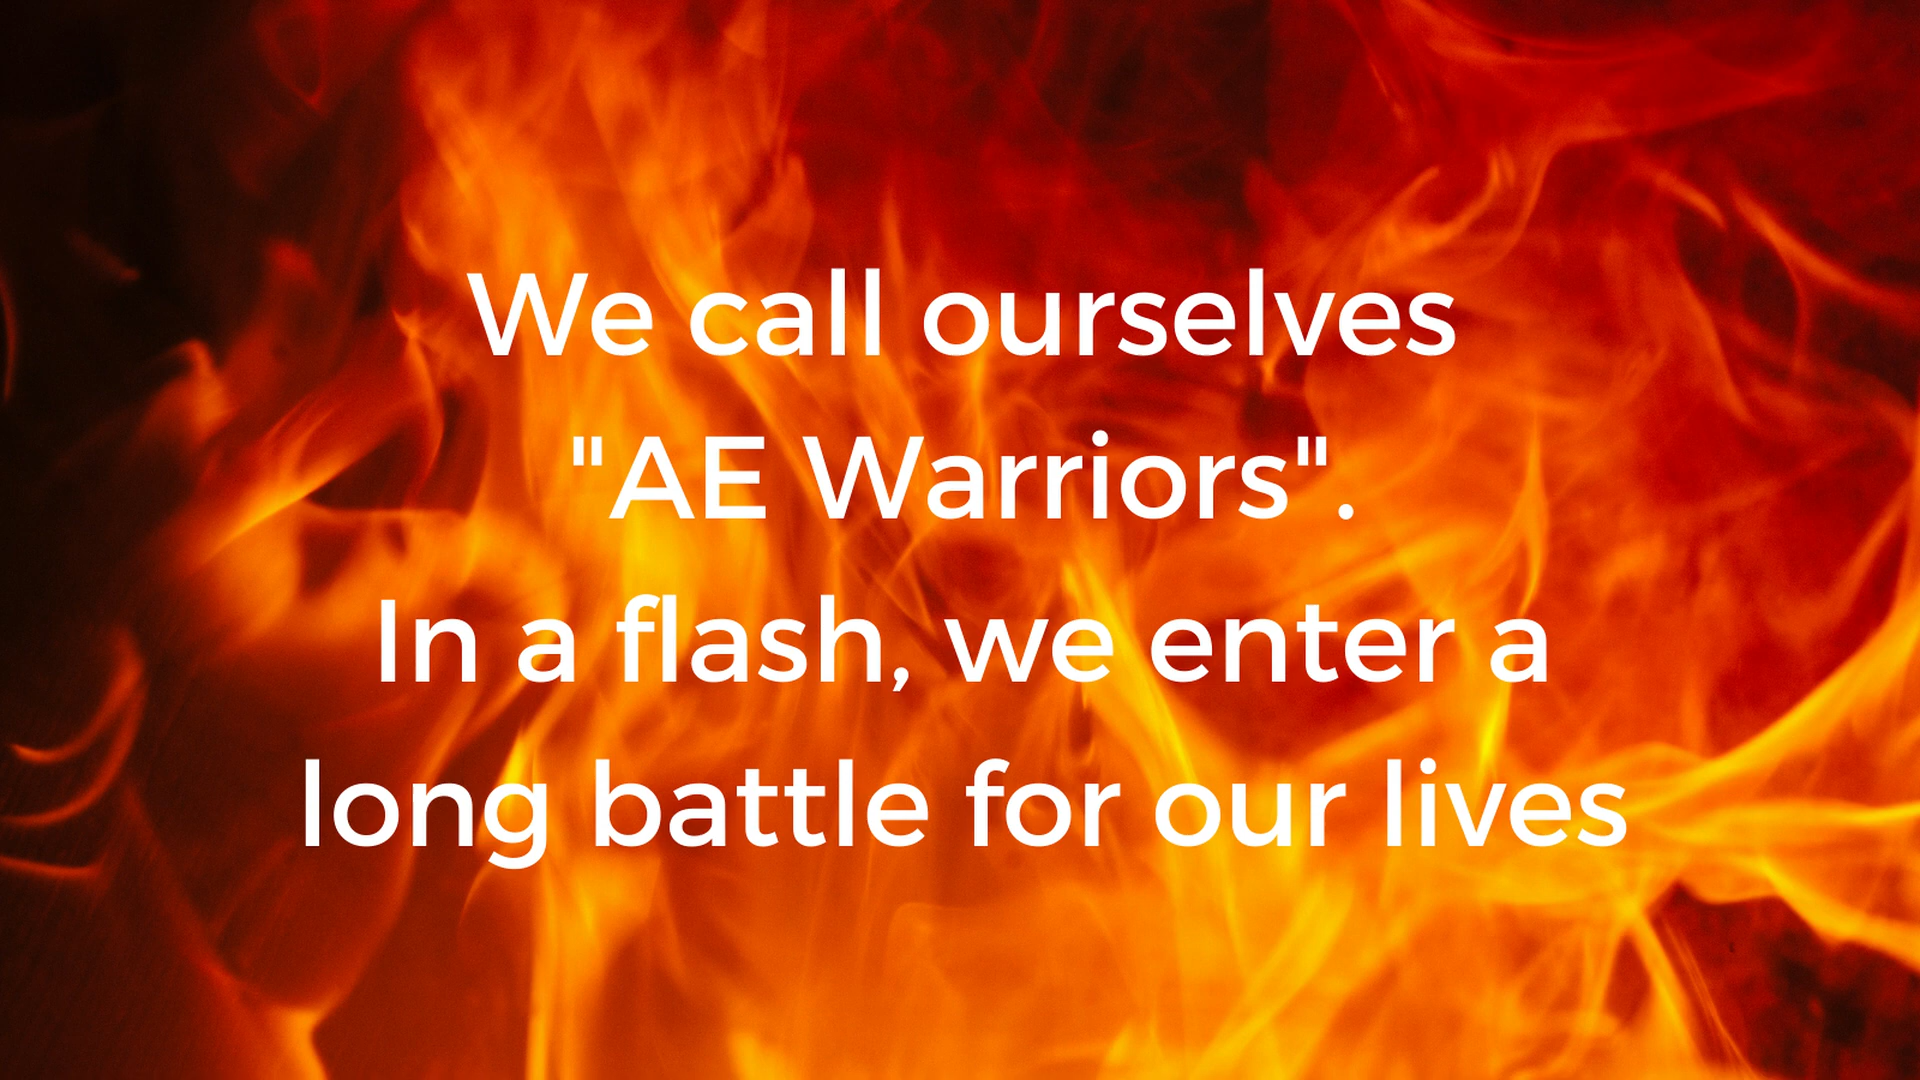 We call ourselves
"AE Warriors".
In a flash, we enter a
long battle for our lives